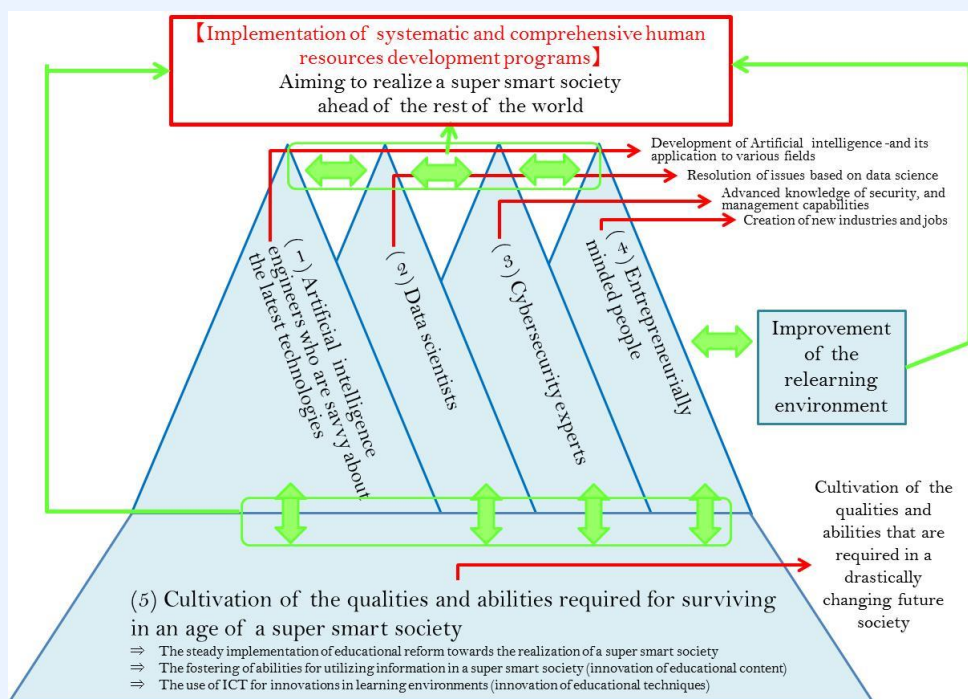 【Implementation of systematic and comprehensive human
resources development programs】
Aiming to realize a super smart society
ahead of the rest of the world
Development of Artificial intelligence -and its
application to various fields
Resolution of issues based on data science
Advanced knowledge of security, and
management capabilities
Creation of new industries and jobs
(1) Artificial intelligence
engineers who are savvy about
the latest technologies
(2) Data scientists
(3) Cybersecurity experts
(4) Entrepreneurially
minded people
Improvement
of the
relearning
environment
Cultivation of the
qualities and
abilities that are
required in a
drastically
changing future
society
(5) Cultivation of the qualities and abilities required for surviving
in an age of a super smart society
⇒ The steady implementation of educational reform towards the realization of a super smart society
⇒ The fostering of abilities for utilizing information in a super smart society (innovation of educational content)
⇒ The use of ICT for innovations in learning environments (innovation of educational techniques)